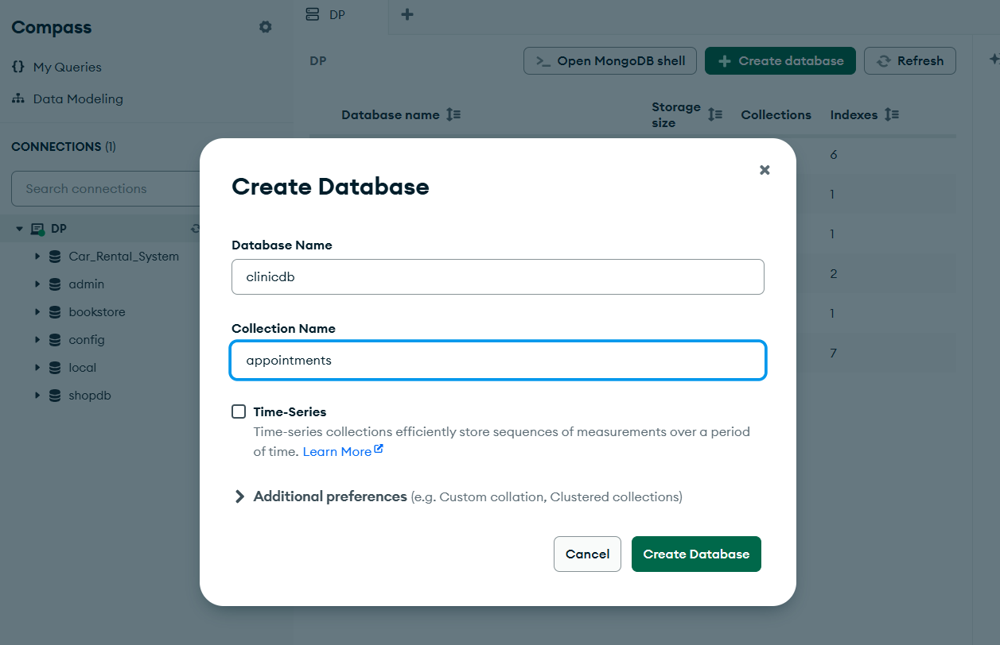 Compass
My Queries
Data Modeling
CONNECTIONS (1)
Search connections
DP
Car_Rental_System
admin
bookstore
config
local
shopdb
DP
DP
Open MongoDB shell
Create database
Refresh
Database name
Storage
size
Collections
Indexes
6
1
1
2
1
7
Create Database
Database Name
clinicdb
Collection Name
appointments
Time-Series
Time-series collections efficiently store sequences of measurements over a period
of time. Learn More
Additional preferences (e.g. Custom collation, Clustered collections)
Cancel
Create Database